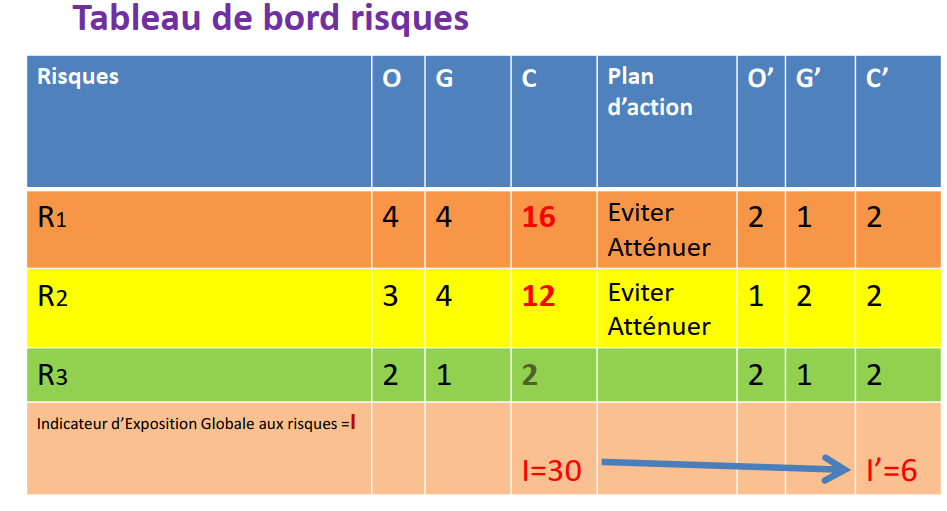 Tableau de bord risques
Risques O G C Plan d’action O’ G’ C’
R1 4 4 16 Eviter Atténuer 2 1 2
R2 3 4 12 Eviter Atténuer 1 2 2
R3 2 1 2 2 1 2
Indicateur d’Exposition Globale aux risques =I
I=30 I’=6